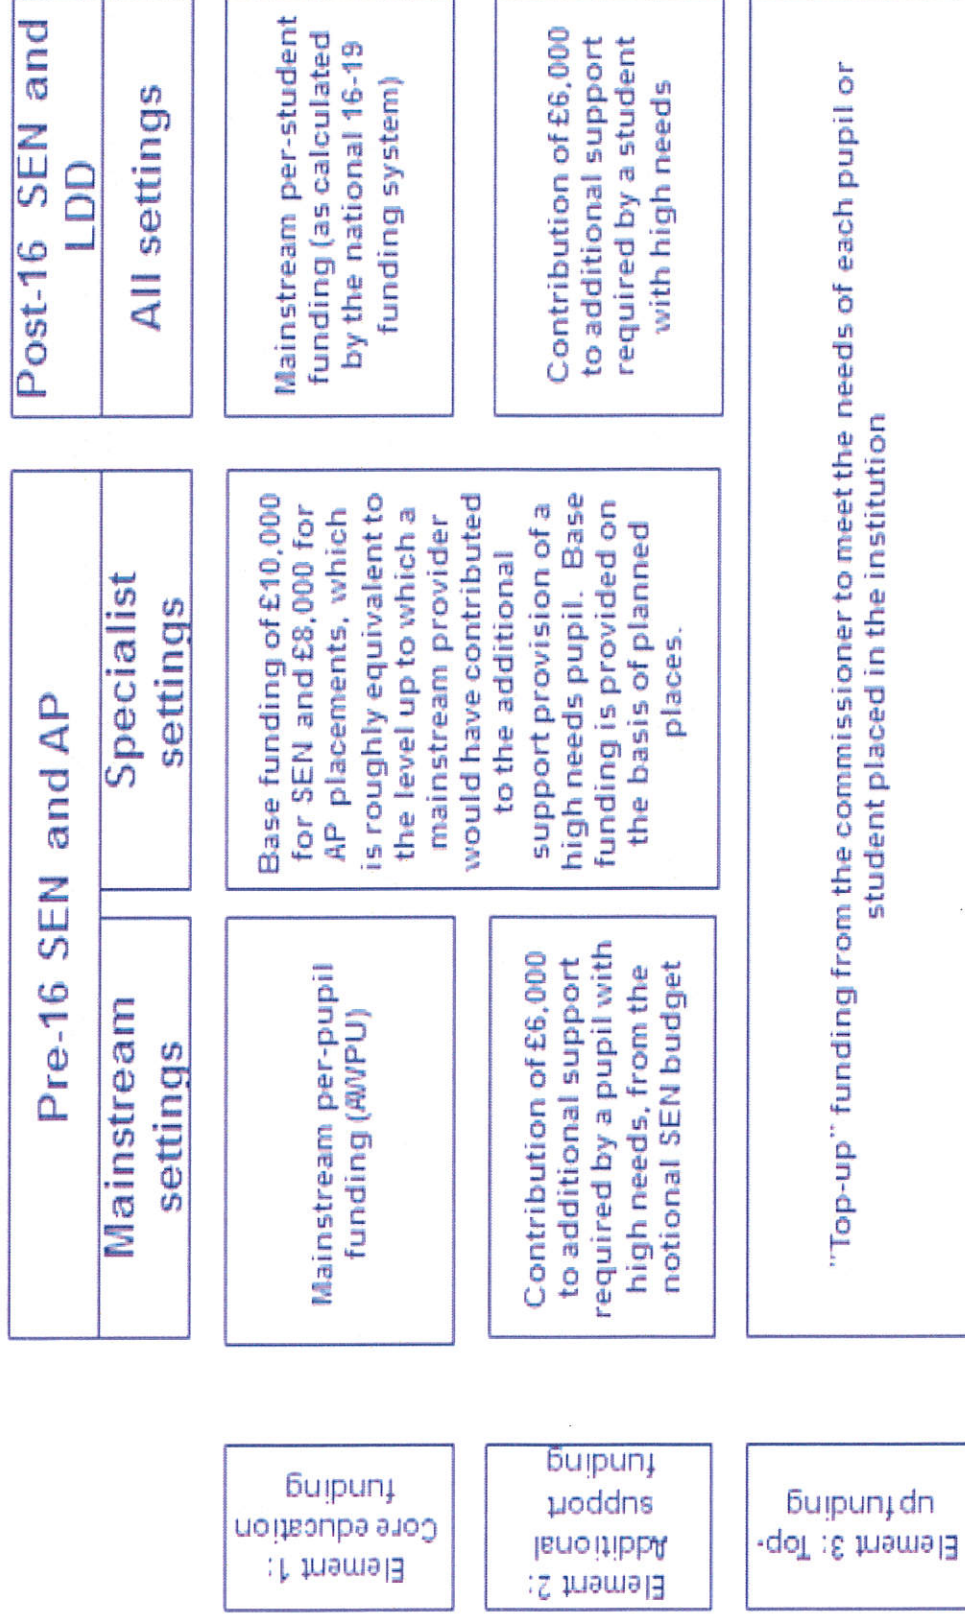 Pre-16 SEN and AP
Mainstream
settings
Specialist
settings
Post-16 SEN and
LDD
All settings
Element 1:
Core education
funding
Mainstream per-pupil
funding (AWPU)
Base funding of £10,000
for SEN and £8,000 for
AP placements, which
is roughly equivalent to
the level up to which a
mainstream provider
would have contributed
to the additional
support provision of a
high needs pupil. Base
funding is provided on
the basis of planned
places.
Mainstream per-student
funding (as calculated
by the national 16-19
funding system)
Element 2:
Additional
support
funding
Contribution of £6,000
to additional support
required by a pupil with
high needs, from the
notional SEN budget
Contribution of £6,000
to additional support
required by a student
with high needs
Element 3: Top-
up funding
"Top-up" funding from the commissioner to meet the needs of each pupil or
student placed in the institution